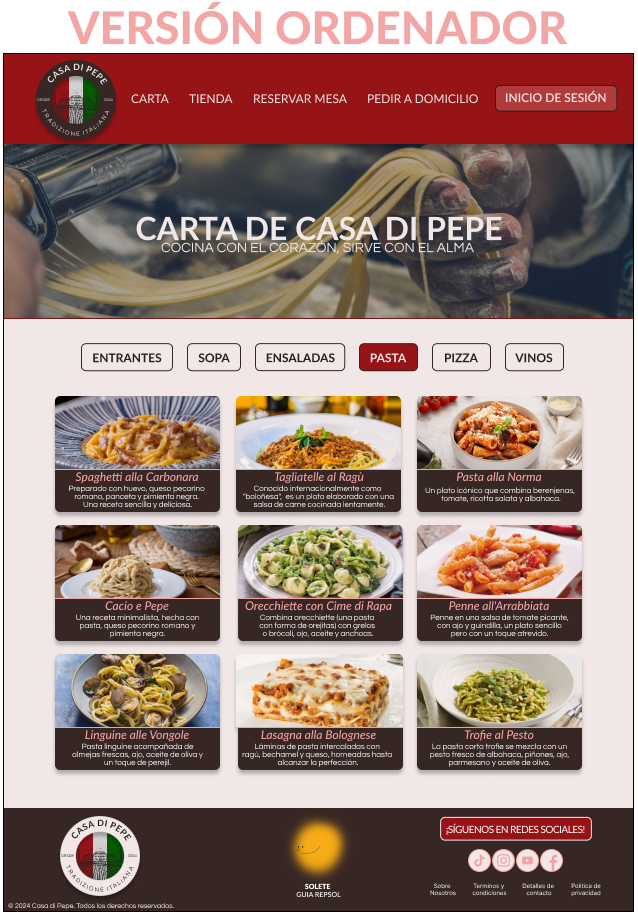 VERSIÓN ORDENADOR
CASA DI PEPE
DESDE
2024
TRADIZIONE ITALIANA
CARTA
TIENDA
RESERVAR MESA
PEDIR A DOMICILIO
INICIO DE SESIÓN
CARTA DE CASA DI PEPE
COCINA CON EL CORAZÓN, SIRVE CON EL ALMA
ENTRANTES
SOPA
ENSALADAS
PASTA
PIZZA
VINOS
Spaghetti alla Carbonara
Preparado con huevo, queso pecorino
romano, panceta y pimienta negra.
Una receta sencilla y deliciosa.
Tagliatelle al Ragù
Conocido internacionalmente como
"boloñesa", es un plato elaborado con una
salsa de carne cocinada lentamente.
Pasta alla Norma
Un plato icónico que combina berenjenas,
tomate, ricotta salata y albahaca.
Cacio e Pepe
Una receta minimalista, hecha con
pasta, queso pecorino romano y
pimienta negra.
Orecchiette con Cime di Rapa
Combina orecchiette (una pasta
con forma de orejitas) con grelos
o brócoli, ajo, aceite y anchoas.
Penne all'Arrabbiata
Penne en una salsa de tomate picante,
con ajo y guindilla, un plato sencillo
pero con un toque atrevido.
Linguine alle Vongole
Pasta linguine acompañada de
almejas frescas, ajo, aceite de oliva y
un toque de perejil.
Lasagna alla Bolognese
Láminas de pasta intercaladas con
ragú, bechamel y queso, horneadas hasta
alcanzar la perfección.
Trofie al Pesto
La pasta corta trofie se mezcla con un
pesto fresco de albahaca, piñones, ajo,
parmesano y aceite de oliva.
CASA DI PEPE
DESDE
2024
TRADIZIONE ITALIANA
© 2024 Casa di Pepe. Todos los derechos reservados.
SOLETE
GUIA REPSOL
¡SÍGUENOS EN REDES SOCIALES!
Sobre
Nosotros
Terminos y
condiciones
Detalles de
contacto
Politica de
privacidad